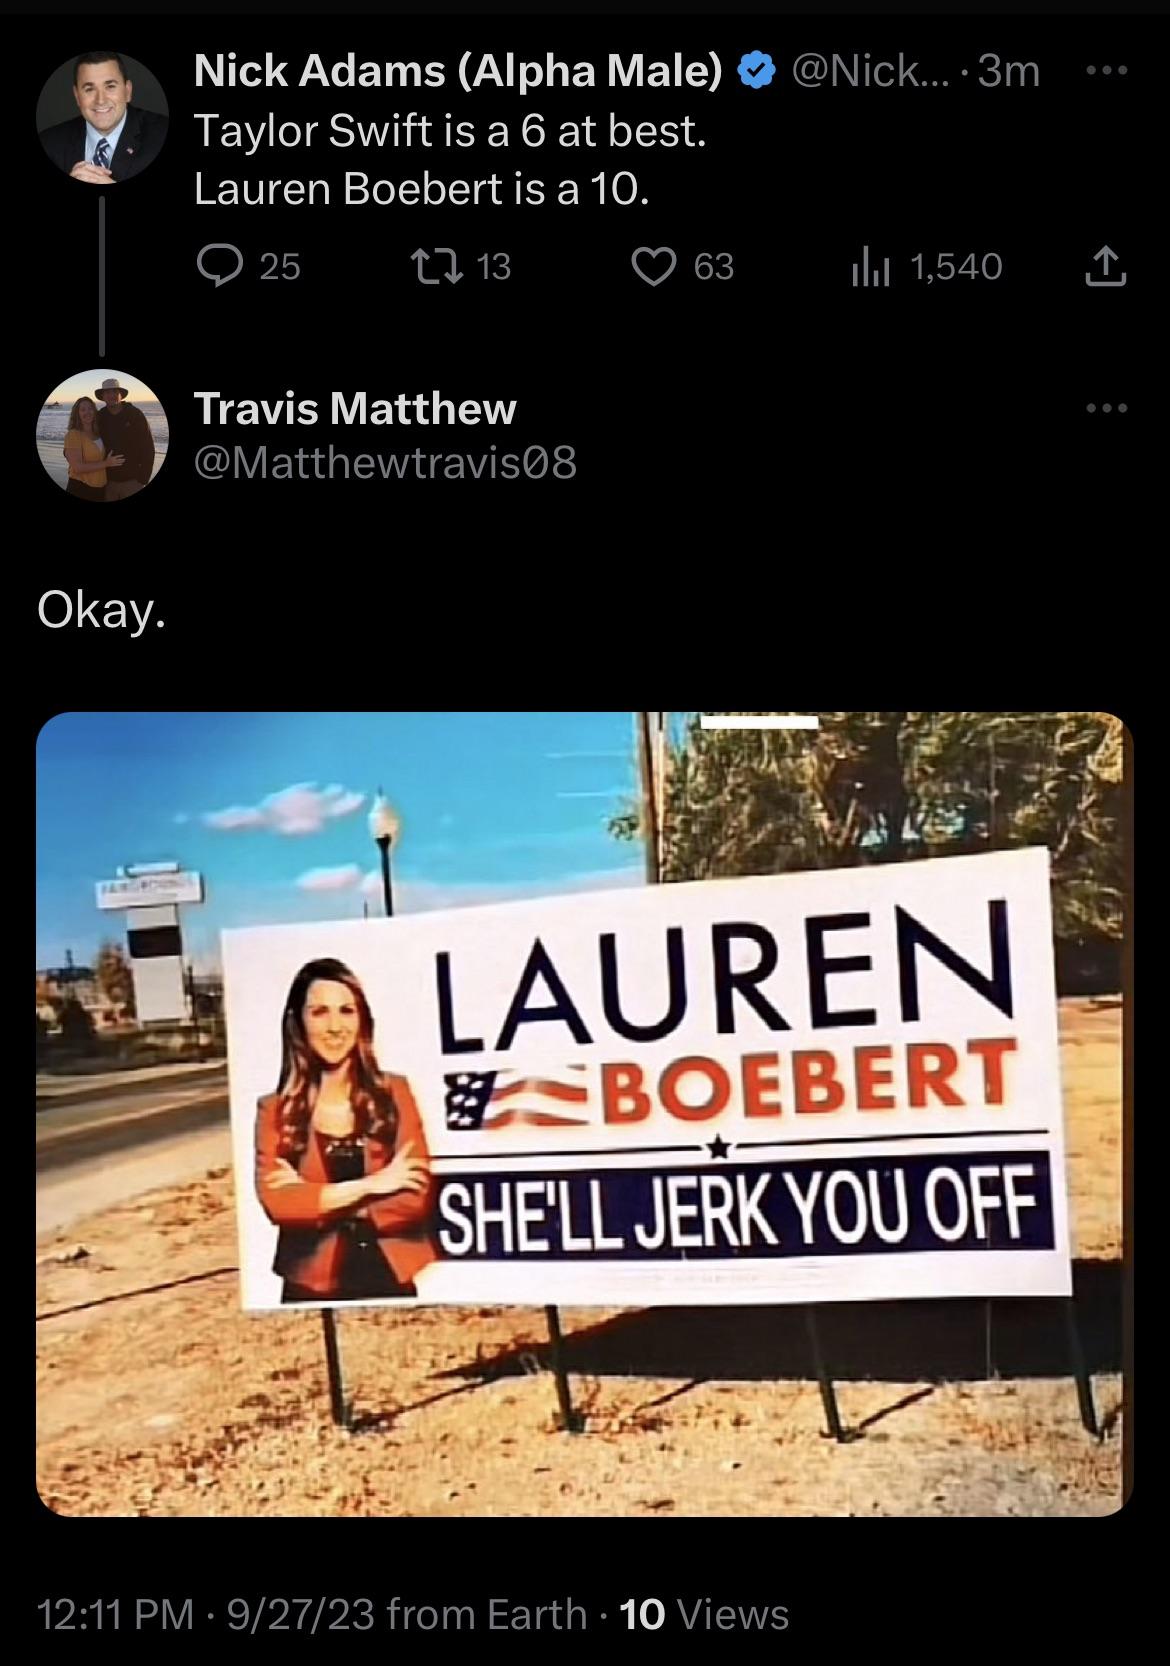 Nick Adams (Alpha Male) @Nick... · 3m
Taylor Swift is a 6 at best.
Lauren Boebert is a 10.
25 13 63 1,540
Travis Matthew
@Matthewtravis08
Okay.
LAUREN
BOEBERT
SHE'LL JERK YOU OFF
12:11 PM · 9/27/23 from Earth · 10 Views